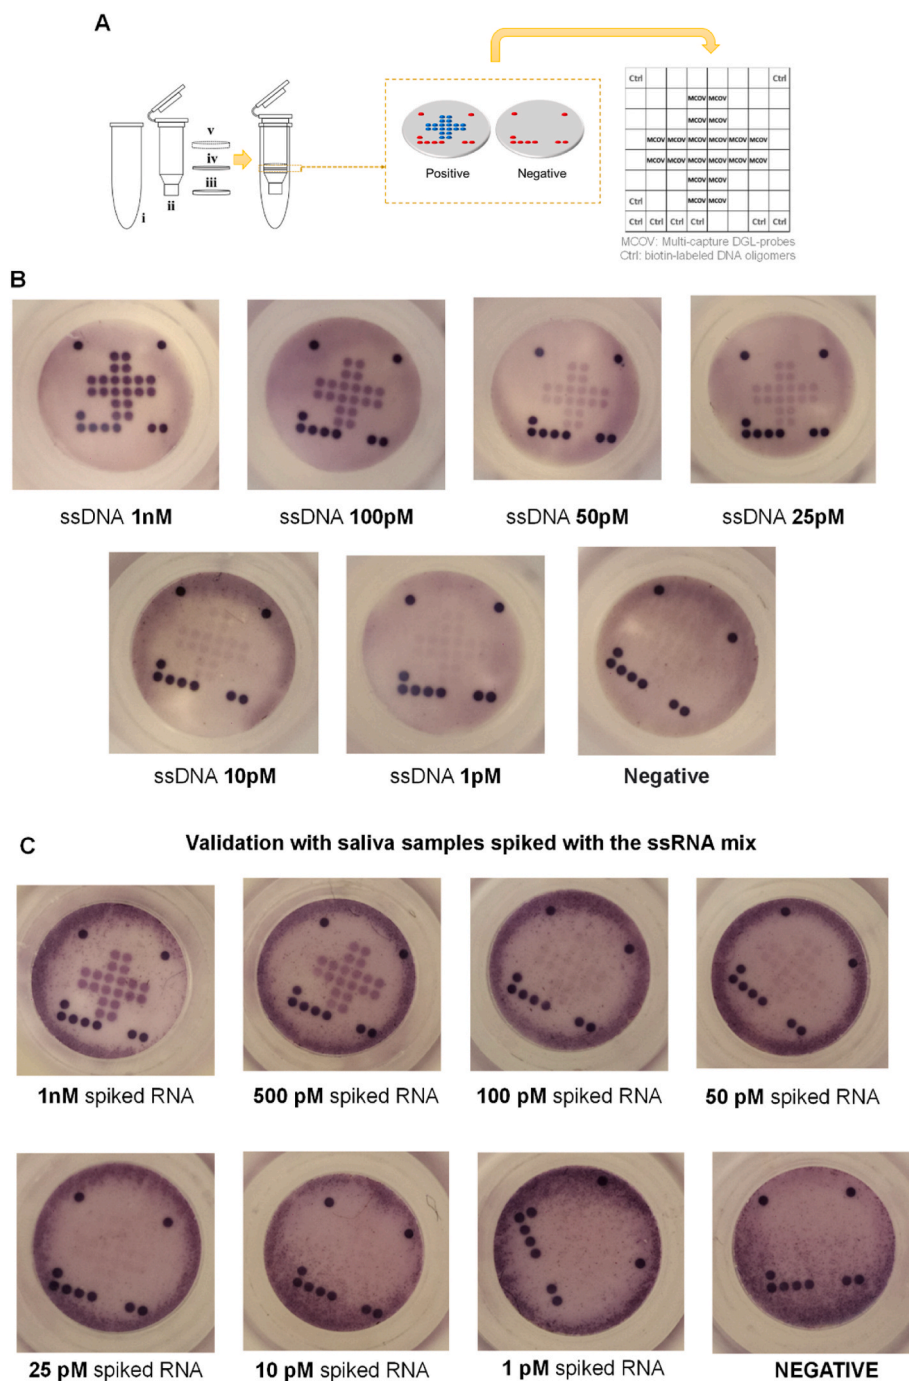 A
i
ii
iii
iv
v
Positive
Negative
Ctrl Ctrl
MCOV MCOV
MCOV MCOV
MCOV MCOV MCOV MCOV MCOV MCOV
MCOV MCOV MCOV MCOV MCOV MCOV
MCOV MCOV
Ctrl MCOV MCOV Ctrl
Ctrl Ctrl Ctrl Ctrl Ctrl Ctrl
MCOV: Multi-capture DGL-probes
Ctrl: biotin-labeled DNA oligomers
B
ssDNA 1nM
ssDNA 100pM
ssDNA 50pM
ssDNA 25pM
ssDNA 10pM
ssDNA 1pM
Negative
C
Validation with saliva samples spiked with the ssRNA mix
1nM spiked RNA
500 pM spiked RNA
100 pM spiked RNA
50 pM spiked RNA
25 pM spiked RNA
10 pM spiked RNA
1 pM spiked RNA
NEGATIVE